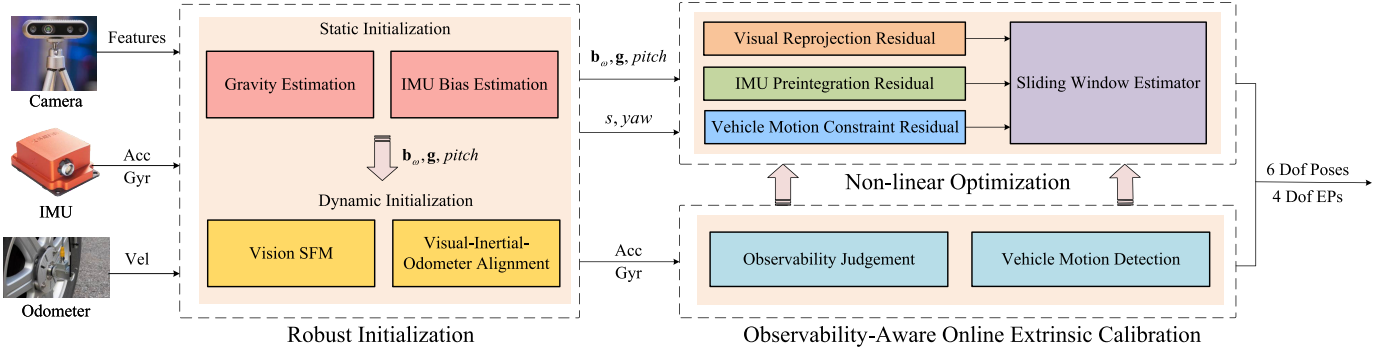 Features
Camera
Acc
Gyr
IMU
Vel
Odometer
Static Initialization
Gravity Estimation
IMU Bias Estimation
b_ω, g, pitch
Dynamic Initialization
Vision SFM
Visual-Inertial-
Odometer Alignment
Robust Initialization
b_ω, g, pitch
s, yaw
Acc
Gyr
Visual Reprojection Residual
IMU Preintegration Residual
Vehicle Motion Constraint Residual
Sliding Window Estimator
Non-linear Optimization
Observability Judgement
Vehicle Motion Detection
Observability-Aware Online Extrinsic Calibration
6 Dof Poses
4 Dof EPs